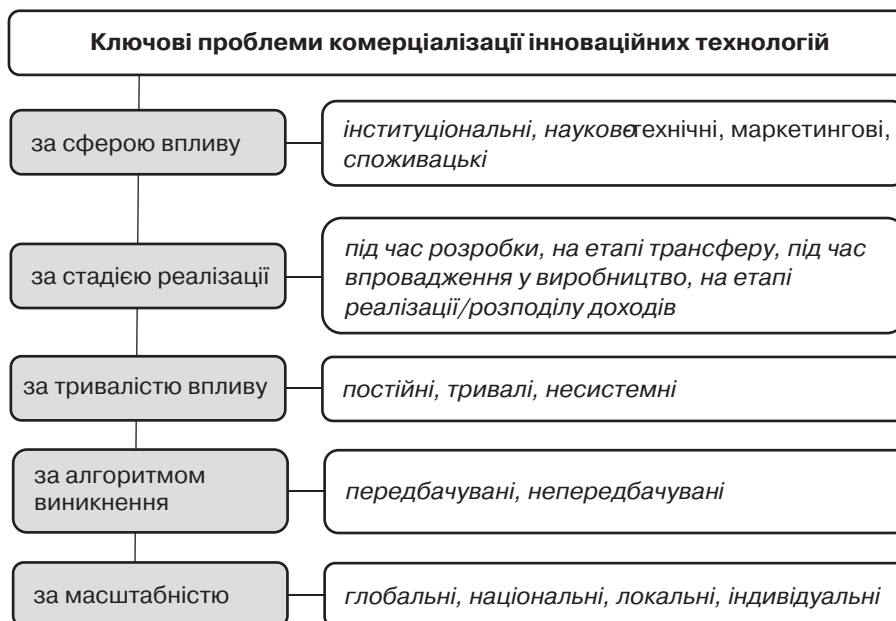 Ключові проблеми комерціалізації інноваційних технологій
за сферою впливу
інституціональні, науково-технічні, маркетингові,
споживацькі
за стадією реалізації
під час розробки, на етапі трансферу, під час
впровадження у виробництво, на етапі
реалізації/розподілу доходів
за тривалістю впливу
постійні, тривалі, несистемні
за алгоритмом
виникнення
передбачувані, непередбачувані
за масштабністю
глобальні, національні, локальні, індивідуальні